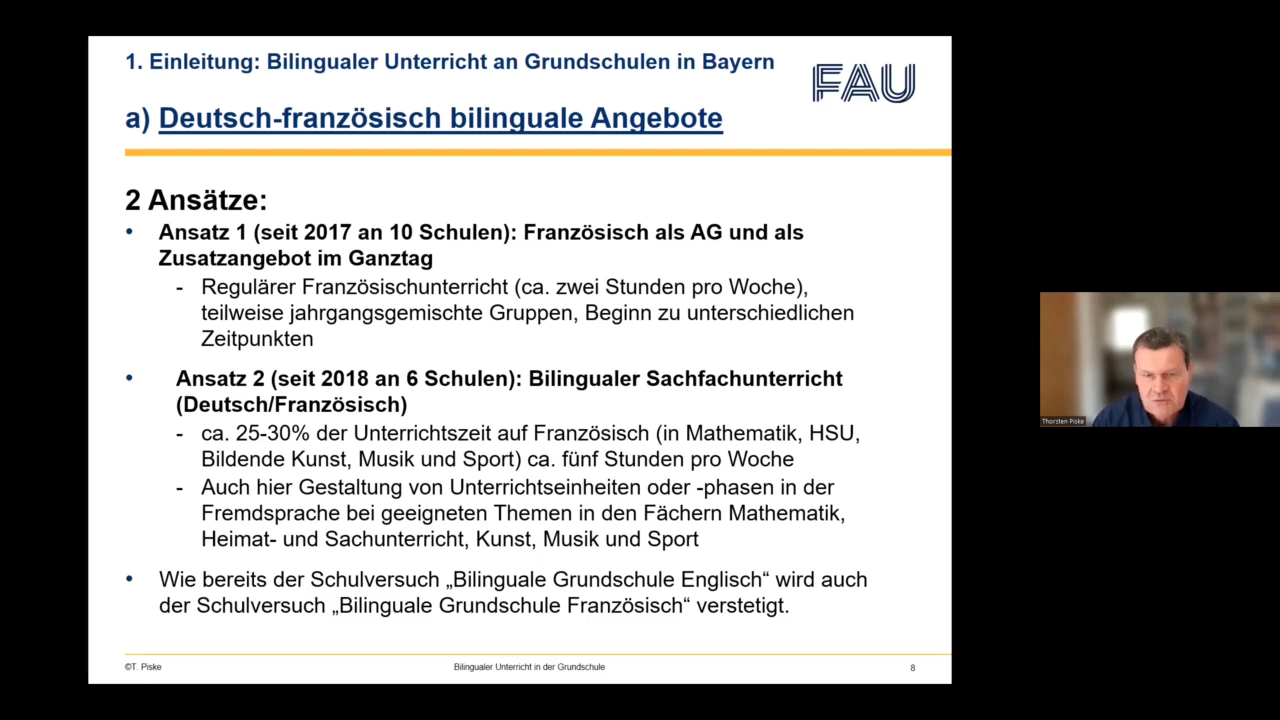 1. Einleitung: Bilingualer Unterricht an Grundschulen in Bayern
FAU
a) Deutsch-französisch bilinguale Angebote
2 Ansätze:
• Ansatz 1 (seit 2017 an 10 Schulen): Französisch als AG und als
Zusatzangebot im Ganztag
- Regulärer Französischunterricht (ca. zwei Stunden pro Woche),
teilweise jahrgangsgemischte Gruppen, Beginn zu unterschiedlichen
Zeitpunkten
• Ansatz 2 (seit 2018 an 6 Schulen): Bilingualer Sachfachunterricht
(Deutsch/Französisch)
- ca. 25-30% der Unterrichtszeit auf Französisch (in Mathematik, HSU,
Bildende Kunst, Musik und Sport) ca. fünf Stunden pro Woche
- Auch hier Gestaltung von Unterrichtseinheiten oder -phasen in der
Fremdsprache bei geeigneten Themen in den Fächern Mathematik,
Heimat- und Sachunterricht, Kunst, Musik und Sport
• Wie bereits der Schulversuch „Bilinguale Grundschule Englisch“ wird auch
der Schulversuch „Bilinguale Grundschule Französisch“ verstetigt.
©T. Piske
Bilingualer Unterricht in der Grundschule
8
Thorsten Piske